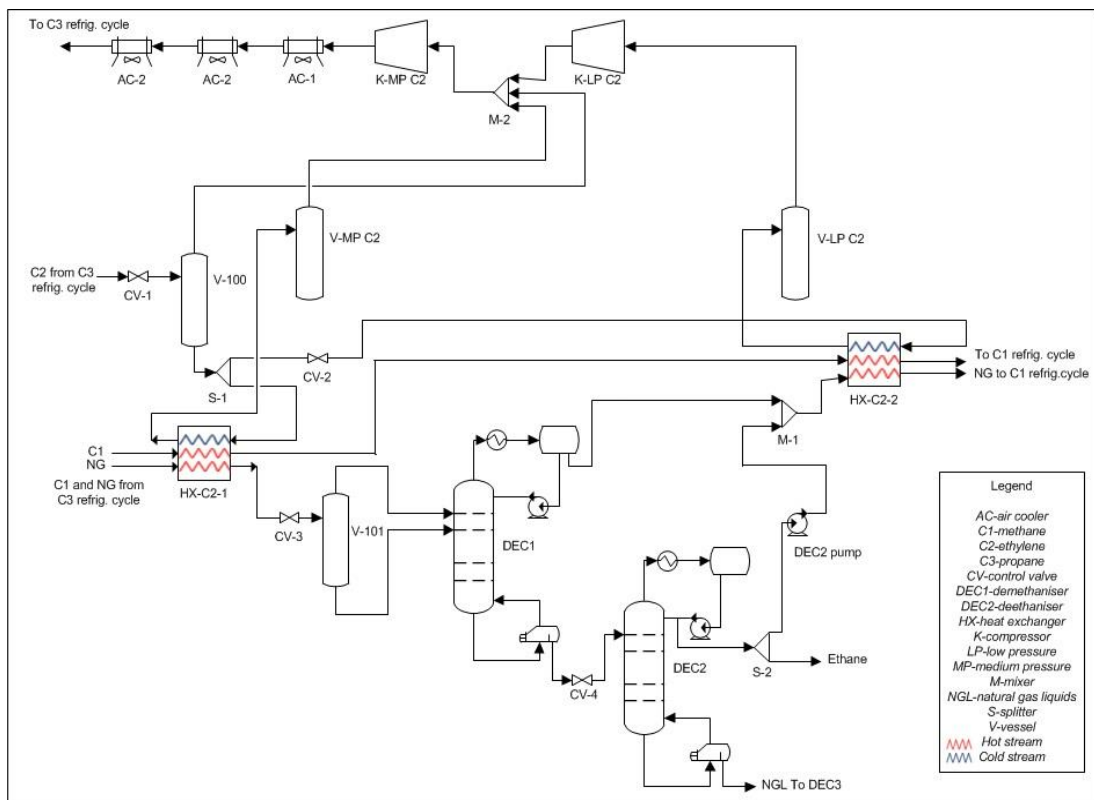 To C3 refrig. cycle
AC-2
AC-2
AC-1
K-MP C2
K-LP C2
M-2
V-MP C2
V-LP C2
C2 from C3
refrig. cycle
CV-1
V-100
CV-2
S-1
To C1 refrig. cycle
NG to C1 refrig.cycle
HX-C2-2
M-1
C1
NG
C1 and NG from
C3 refrig. cycle
HX-C2-1
CV-3
V-101
DEC1
DEC2 pump
CV-4
DEC2
S-2
Ethane
NGL To DEC3
Legend
AC-air cooler
C1-methane
C2-ethylene
C3-propane
CV-control valve
DEC1-demethaniser
DEC2-deethaniser
HX-heat exchanger
K-compressor
LP-low pressure
MP-medium pressure
M-mixer
NGL-natural gas liquids
S-splitter
V-vessel
Hot stream
Cold stream